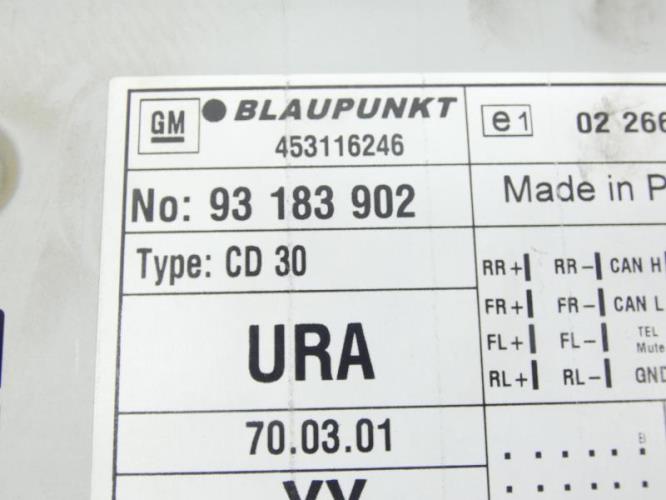 GM BLAUPUNKT
453116246
e1 02 266
No: 93 183 902
Made in P
Type: CD 30
RR+ RR- CAN H
FR+ FR- CAN L
FL+ FL- TEL Mute
RL+ RL- GND
URA
70.03.01